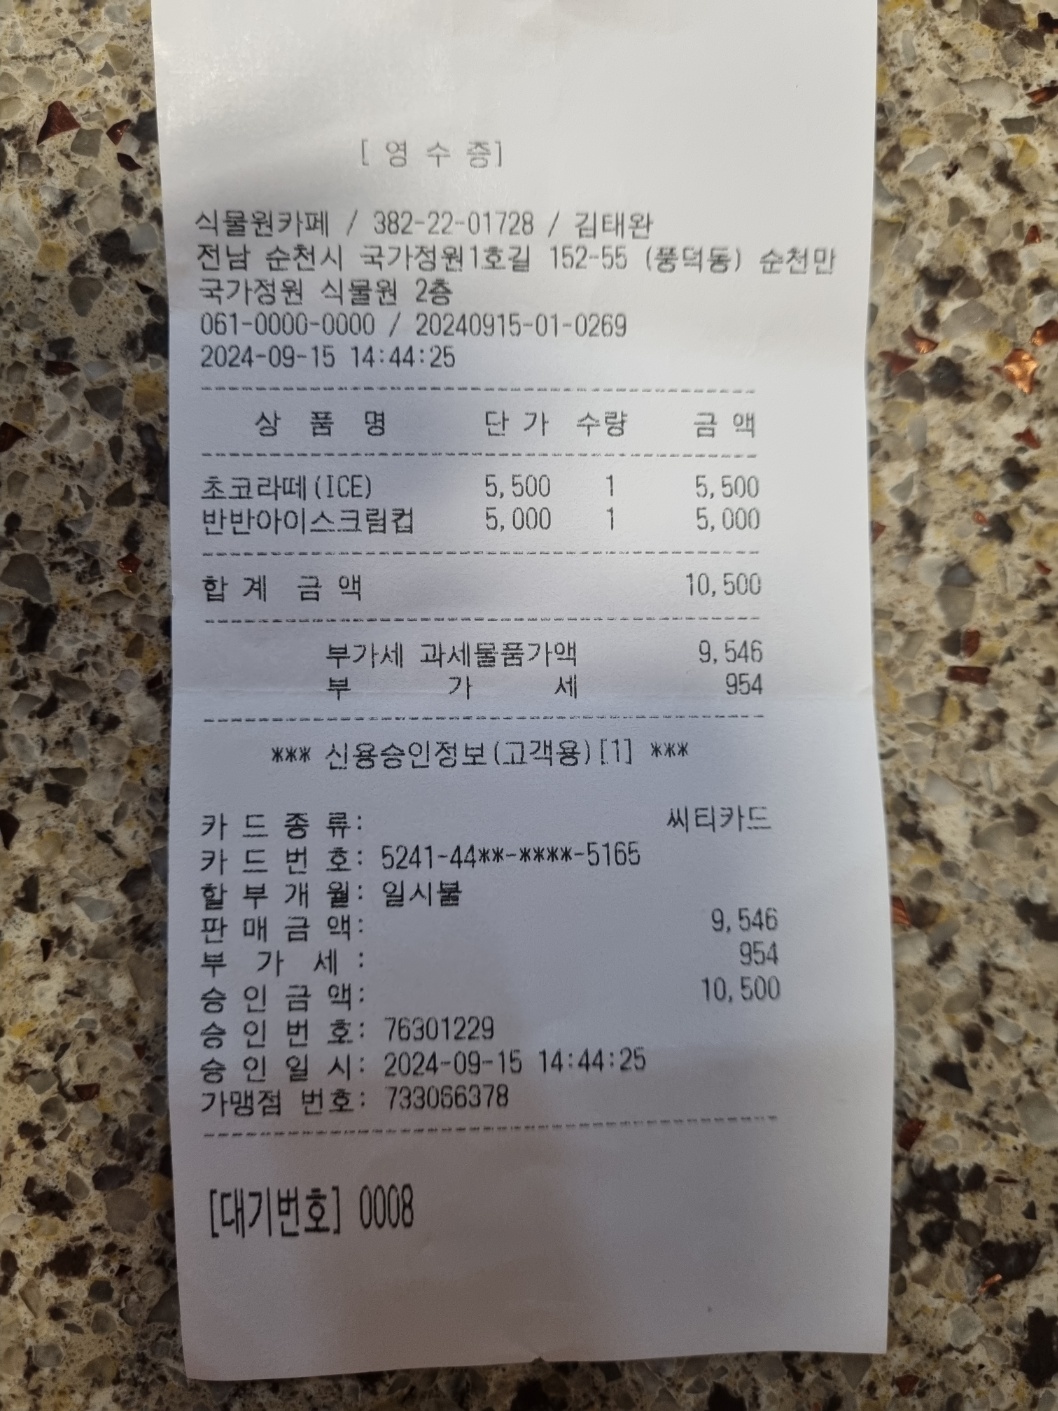 [ 영 수 증]
식물원카페 / 382-22-01728 / 김태완
전남 순천시 국가정원1호길 152-55 (풍덕동) 순천만
국가정원 식물원 2층
061-0000-0000 / 20240915-01-0269
2024-09-15 14:44:25
상 품 명 단 가 수량 금 액
초코라떼(ICE) 5,500 1 5,500
반반아이스크림컵 5,000 1 5,000
합 계 금 액 10,500
부가세 과세물품가액 9,546
부 가 세 954
*** 신용승인정보(고객용)[1] ***
카 드 종 류: 씨티카드
카 드 번 호: 5241-44**-****-5165
할 부 개 월: 일시불
판 매 금 액: 9,546
부 가 세 : 954
승 인 금 액: 10,500
승 인 번 호: 76301229
승 인 일 시: 2024-09-15 14:44:25
가맹점 번호: 733066378
[대기번호] 0008